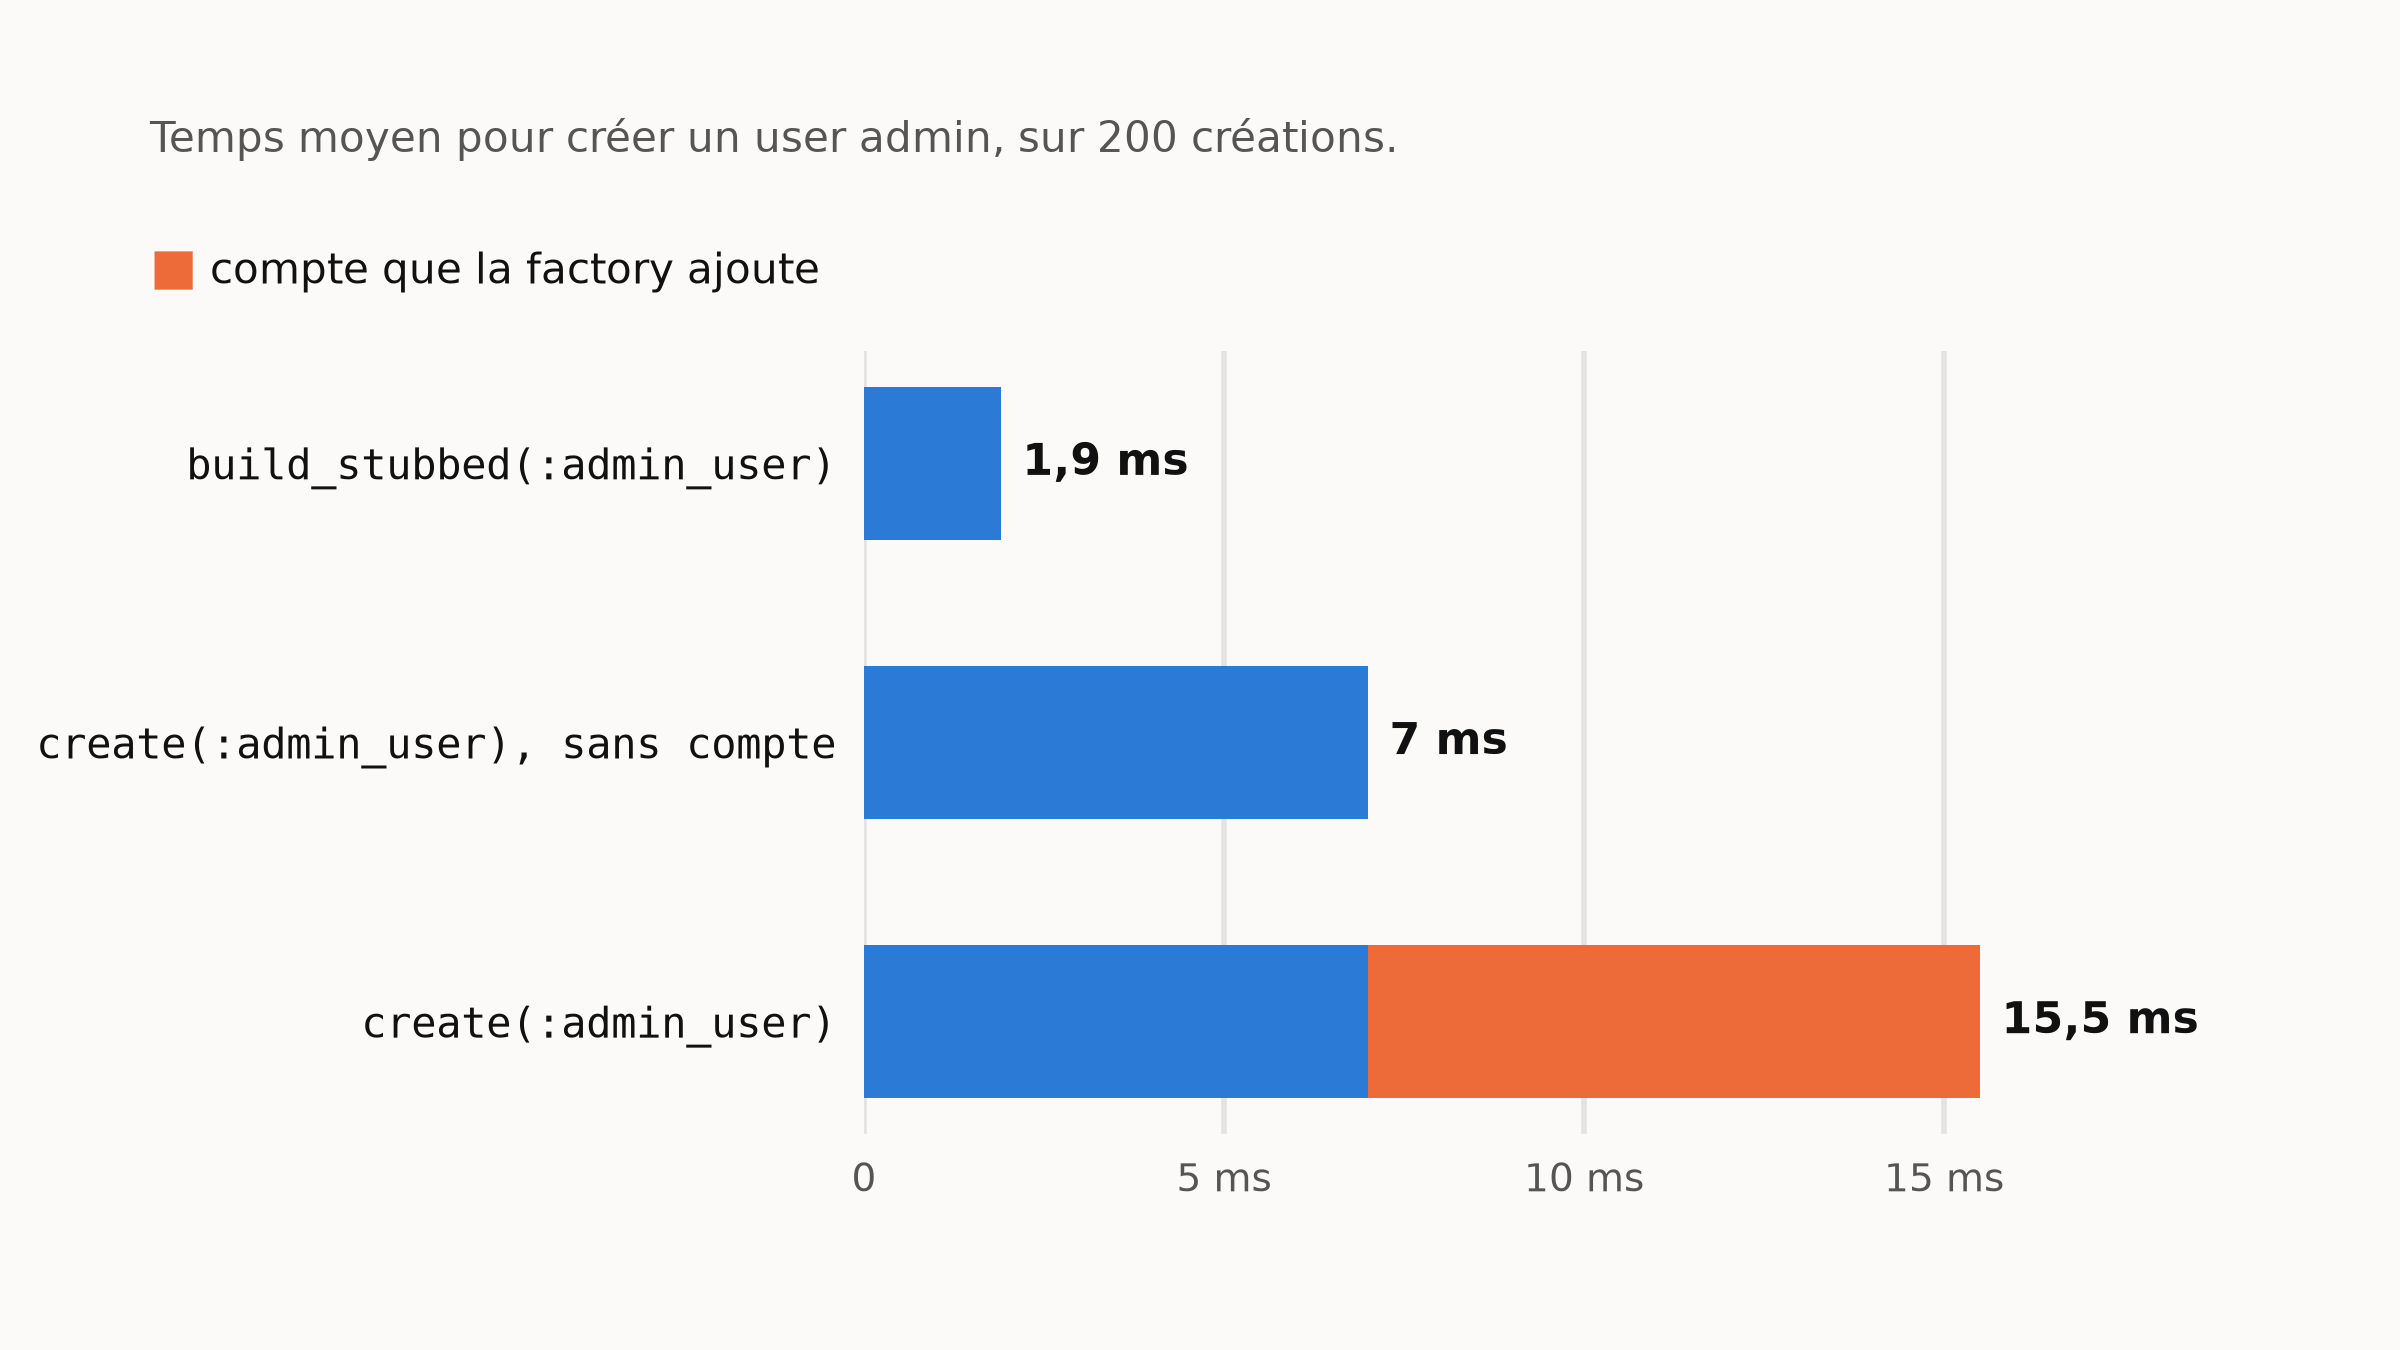 Temps moyen pour créer un user admin, sur 200 créations.
compte que la factory ajoute
build_stubbed(:admin_user)
1,9 ms
create(:admin_user), sans compte
7 ms
create(:admin_user)
15,5 ms
0
5 ms
10 ms
15 ms